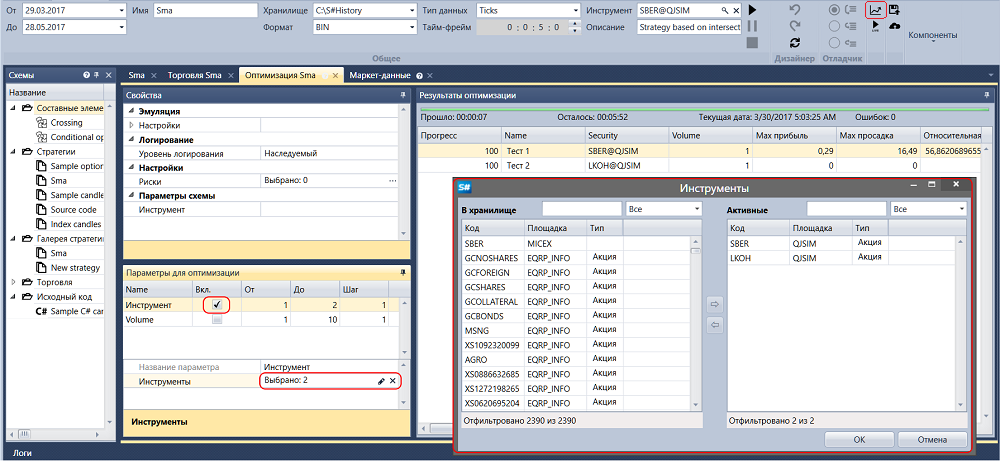 От 29.03.2017 Имя Sma Хранилище C:\S#History Тип данных Ticks Инструмент SBER@QJSIM
До 28.05.2017 Формат BIN Тайм-фрейм 0 : 0 : 5 : 0 Описание Strategy based on intersect
LIVE
Компоненты
Общее Дизайнер Отладчик
Схемы
Название
Составные элеме
Crossing
Conditional op
Стратегии
Sample option
Sma
Sample candle
Source code
Index candles
Галерея стратеги
Sma
New strategy
Торговля
Исходный код
C# Sample C# car
Sma Торговля Sma Оптимизация Sma Маркет-данные
Свойства
Эмуляция
Настройки
Логирование
Уровень логирования Наследуемый
Настройки
Риски Выбрано: 0 ...
Параметры схемы
Инструмент
Параметры для оптимизации
Name Вкл. От До Шаг
Инструмент 1 2 1
Volume 1 10 1
Название параметра Инструмент
Инструменты Выбрано: 2
Инструменты
Результаты оптимизации
Прошло: 00:00:07 Осталось: 00:05:52 Текущая дата: 3/30/2017 5:03:25 AM Ошибок: 0
Прогресс Name Security Volume Max прибыль Max просадка Относительная
100 Тест 1 SBER@QJSIM 1 0,29 16,49 56,8620689655
100 Тест 2 LKOH@QJSIM 1 0 0
S# Инструменты
В хранилище Все
Код Площадка Тип
SBER MICEX
GCNOSHARES EQRP_INFO Акция
GCFOREIGN EQRP_INFO Акция
GCSHARES EQRP_INFO Акция
GCOLLATERAL EQRP_INFO Акция
GCBONDS EQRP_INFO Акция
MSNG EQRP_INFO Акция
XS1092320099 EQRP_INFO Акция
AGRO EQRP_INFO Акция
XS0886632685 EQRP_INFO Акция
XS1272198265 EQRP_INFO Акция
XS0620695204 EQRP_INFO Акция
Отфильтровано 2390 из 2390
Активные Все
Код Площадка Тип
SBER QJSIM Акция
LKOH QJSIM Акция
Отфильтровано 2 из 2
OK Отмена
Логи